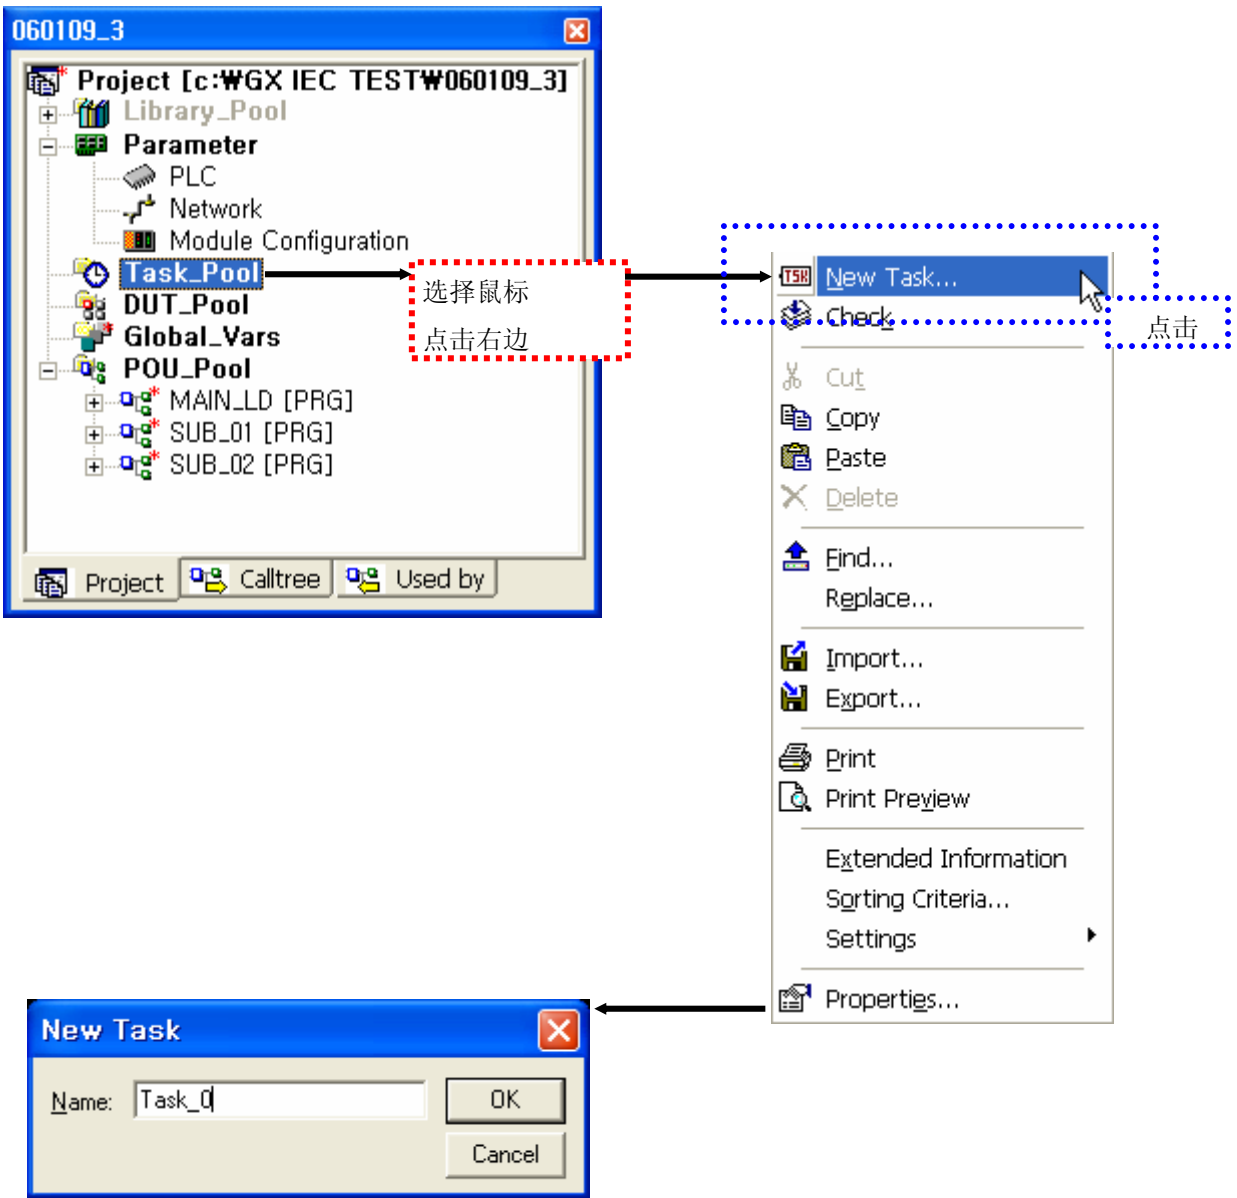 060109_3
Project [c:₩GX IEC TEST₩060109_3]
Library_Pool
Parameter
PLC
Network
Module Configuration
Task_Pool
DUT_Pool
Global_Vars
POU_Pool
MAIN_LD [PRG]
SUB_01 [PRG]
SUB_02 [PRG]
Project
Calltree
Used by
选择鼠标
点击右边
TSK
New Task...
Check
点击
Cut
Copy
Paste
Delete
Find...
Replace...
Import...
Export...
Print
Print Preview
Extended Information
Sorting Criteria...
Settings
Properties...
New Task
Name:
Task_0
OK
Cancel